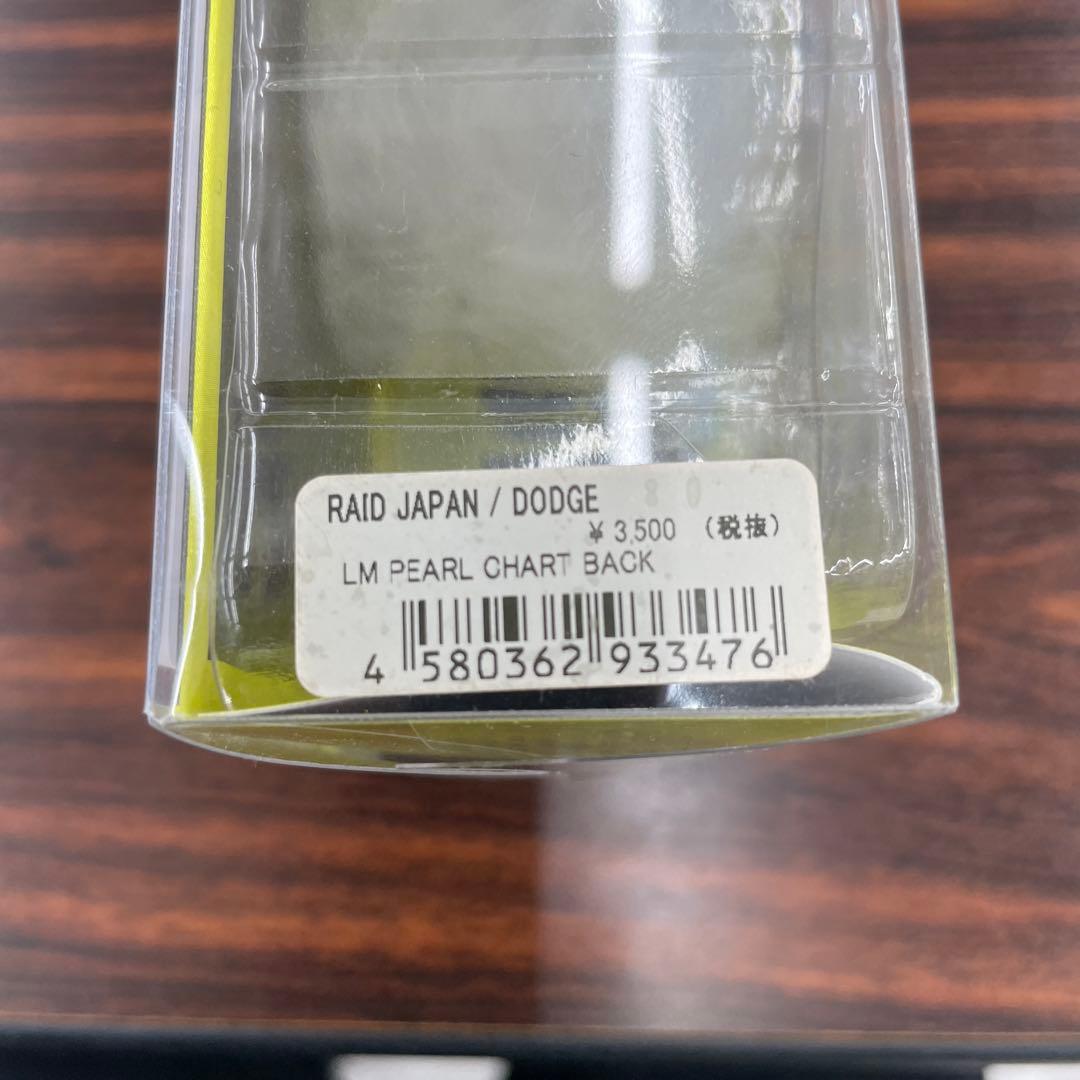 RAID JAPAN / DODGE
¥ 3,500 (税抜)
LM PEARL CHART BACK
4 580362 933476